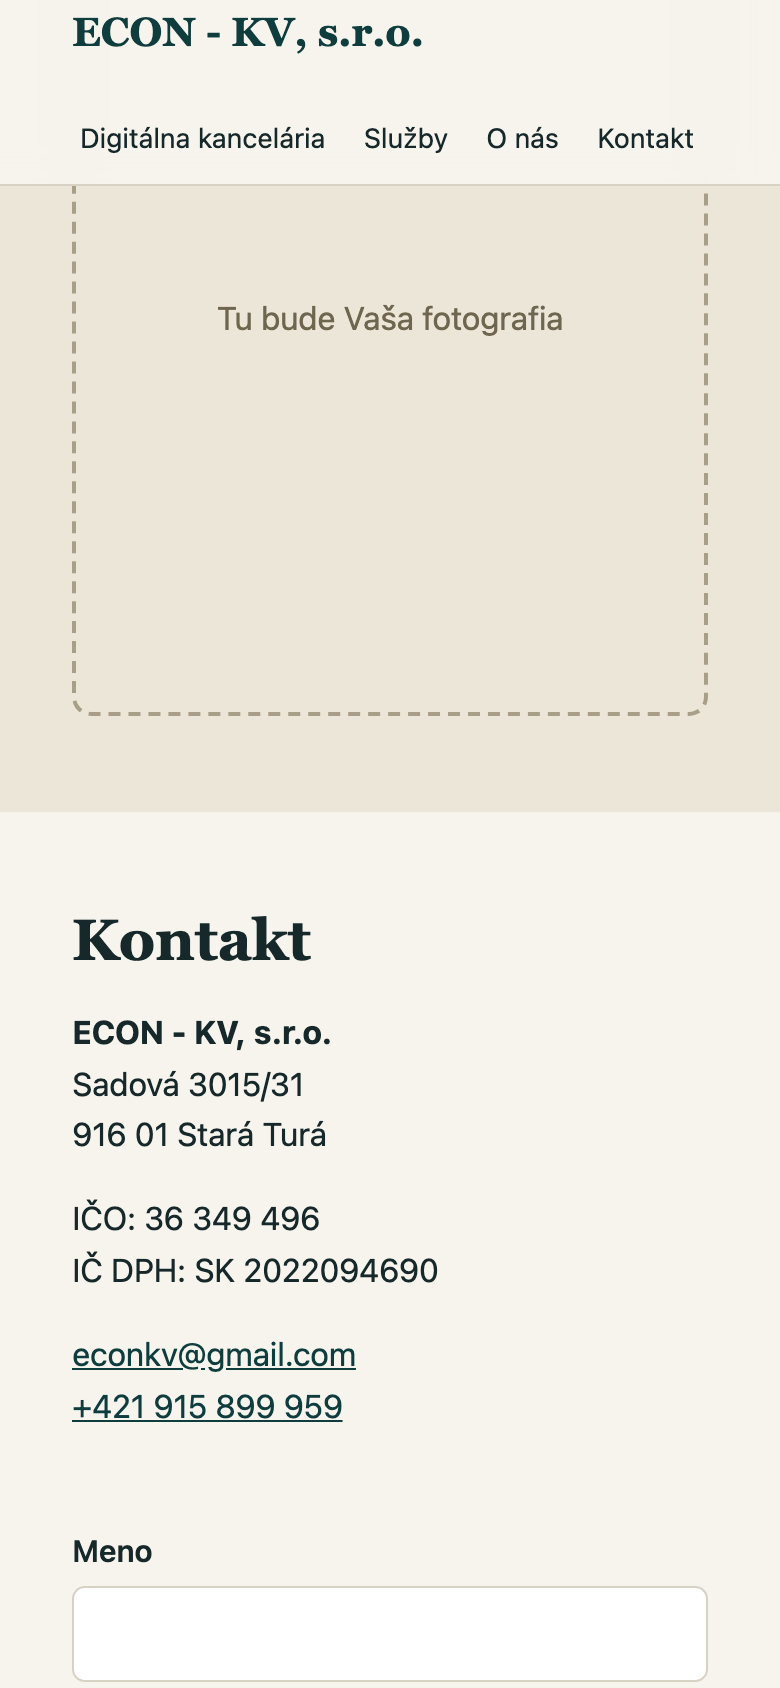 ECON - KV, s.r.o.
Digitálna kancelária Služby O nás Kontakt
Tu bude Vaša fotografia
Kontakt
ECON - KV, s.r.o.
Sadová 3015/31
916 01 Stará Turá
IČO: 36 349 496
IČ DPH: SK 2022094690
econkv@gmail.com
+421 915 899 959
Meno